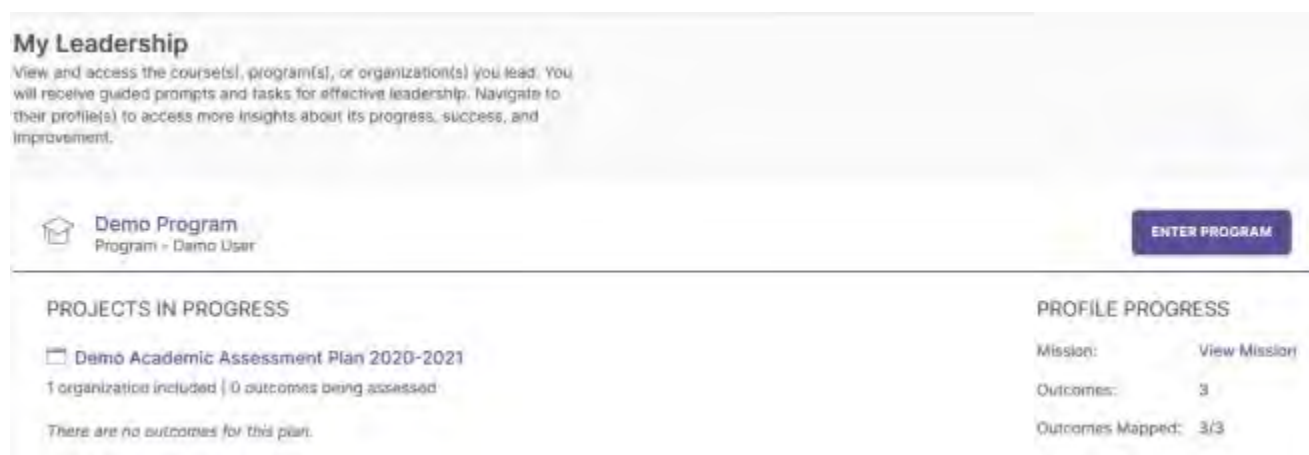 My Leadership
View and access the course(s), program(s), or organization(s) you lead. You
will receive guided prompts and tasks for effective leadership. Navigate to
their profile(s) to access more insights about its progress, success, and
improvement.
Demo Program
Program - Demo User
ENTER PROGRAM
PROJECTS IN PROGRESS
Demo Academic Assessment Plan 2020-2021
1 organization included | 0 outcomes being assessed
There are no outcomes for this plan.
PROFILE PROGRESS
Mission: View Mission
Outcomes: 3
Outcomes Mapped: 3/3